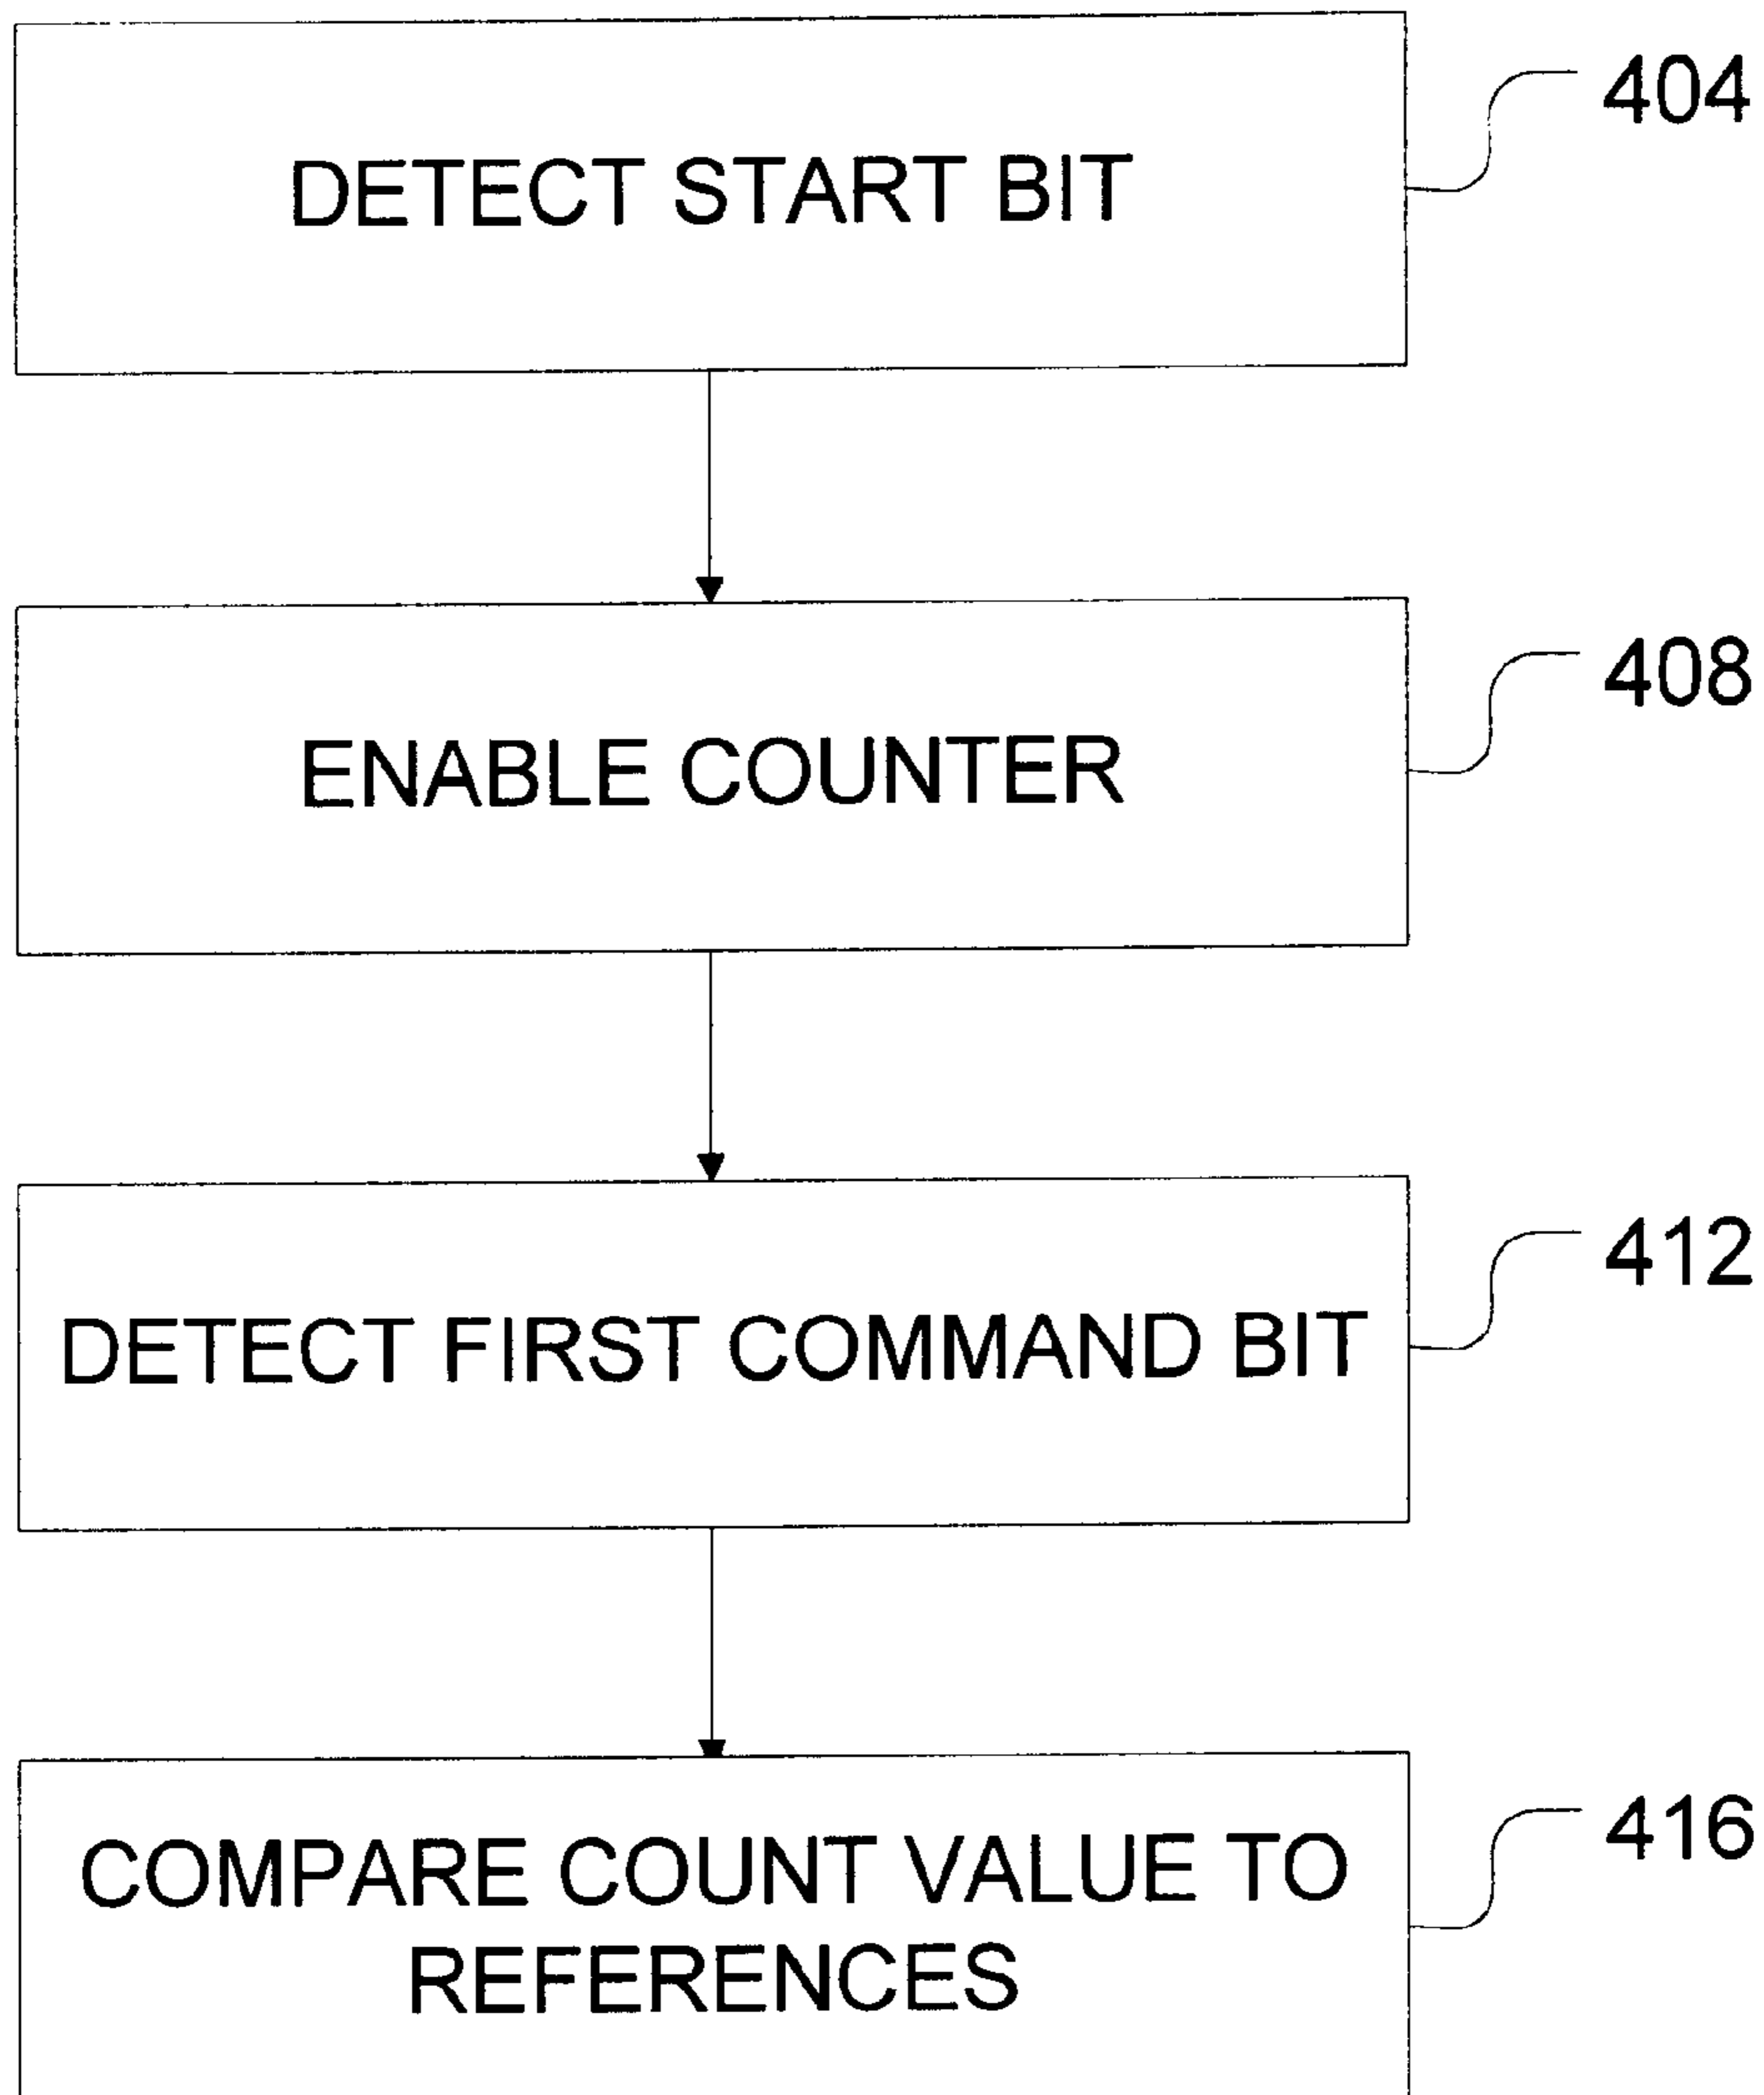 DETECT START BIT
404
ENABLE COUNTER
408
DETECT FIRST COMMAND BIT
412
COMPARE COUNT VALUE TO
REFERENCES
416